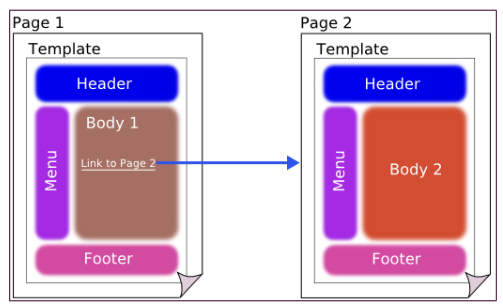 Page 1
Template
Header
Menu
Body 1
Link to Page 2
Footer
Page 2
Template
Header
Menu
Body 2
Footer